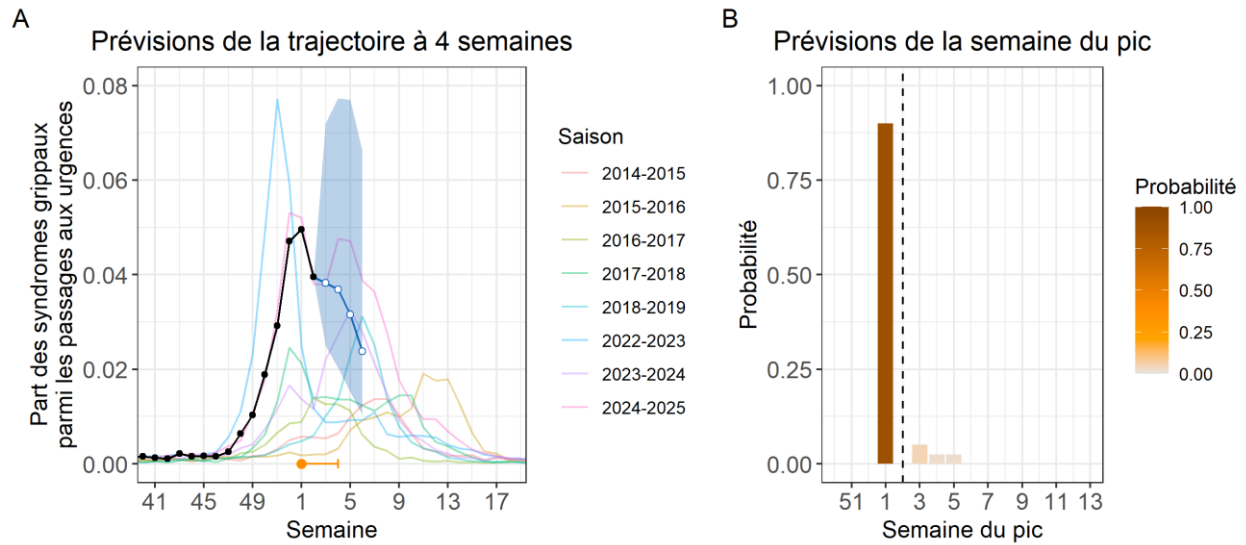 A
Prévisions de la trajectoire à 4 semaines
Part des syndromes grippaux
parmi les passages aux urgences
0.08
0.06
0.04
0.02
0.00
41 45 49 1 5 9 13 17
Semaine
Saison
2014-2015
2015-2016
2016-2017
2017-2018
2018-2019
2022-2023
2023-2024
2024-2025
B
Prévisions de la semaine du pic
Probabilité
1.00
0.75
0.50
0.25
0.00
51 1 3 5 7 9 11 13
Semaine du pic
Probabilité
1.00
0.75
0.50
0.25
0.00